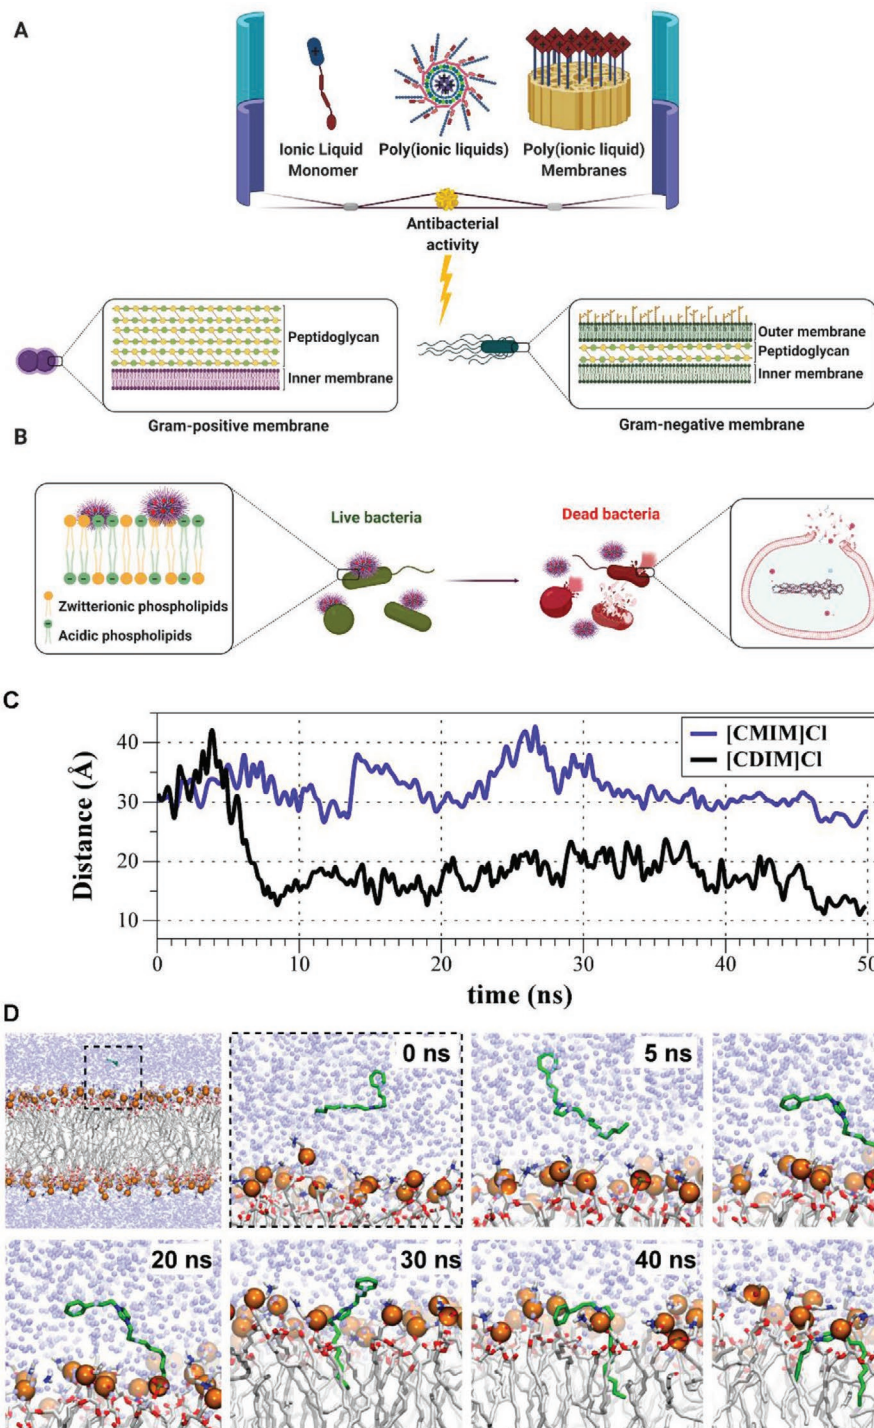 A
Ionic Liquid
Monomer
Poly(ionic liquids)
Poly(ionic liquid)
Membranes
Antibacterial
activity
Peptidoglycan
Inner membrane
Gram-positive membrane
Outer membrane
Peptidoglycan
Inner membrane
Gram-negative membrane
B
Zwitterionic phospholipids
Acidic phospholipids
Live bacteria
Dead bacteria
C
[CMIM]Cl
[CDIM]Cl
Distance (Å)
40
30
20
10
0
10
20
30
40
50
time (ns)
D
0 ns
5 ns
20 ns
30 ns
40 ns